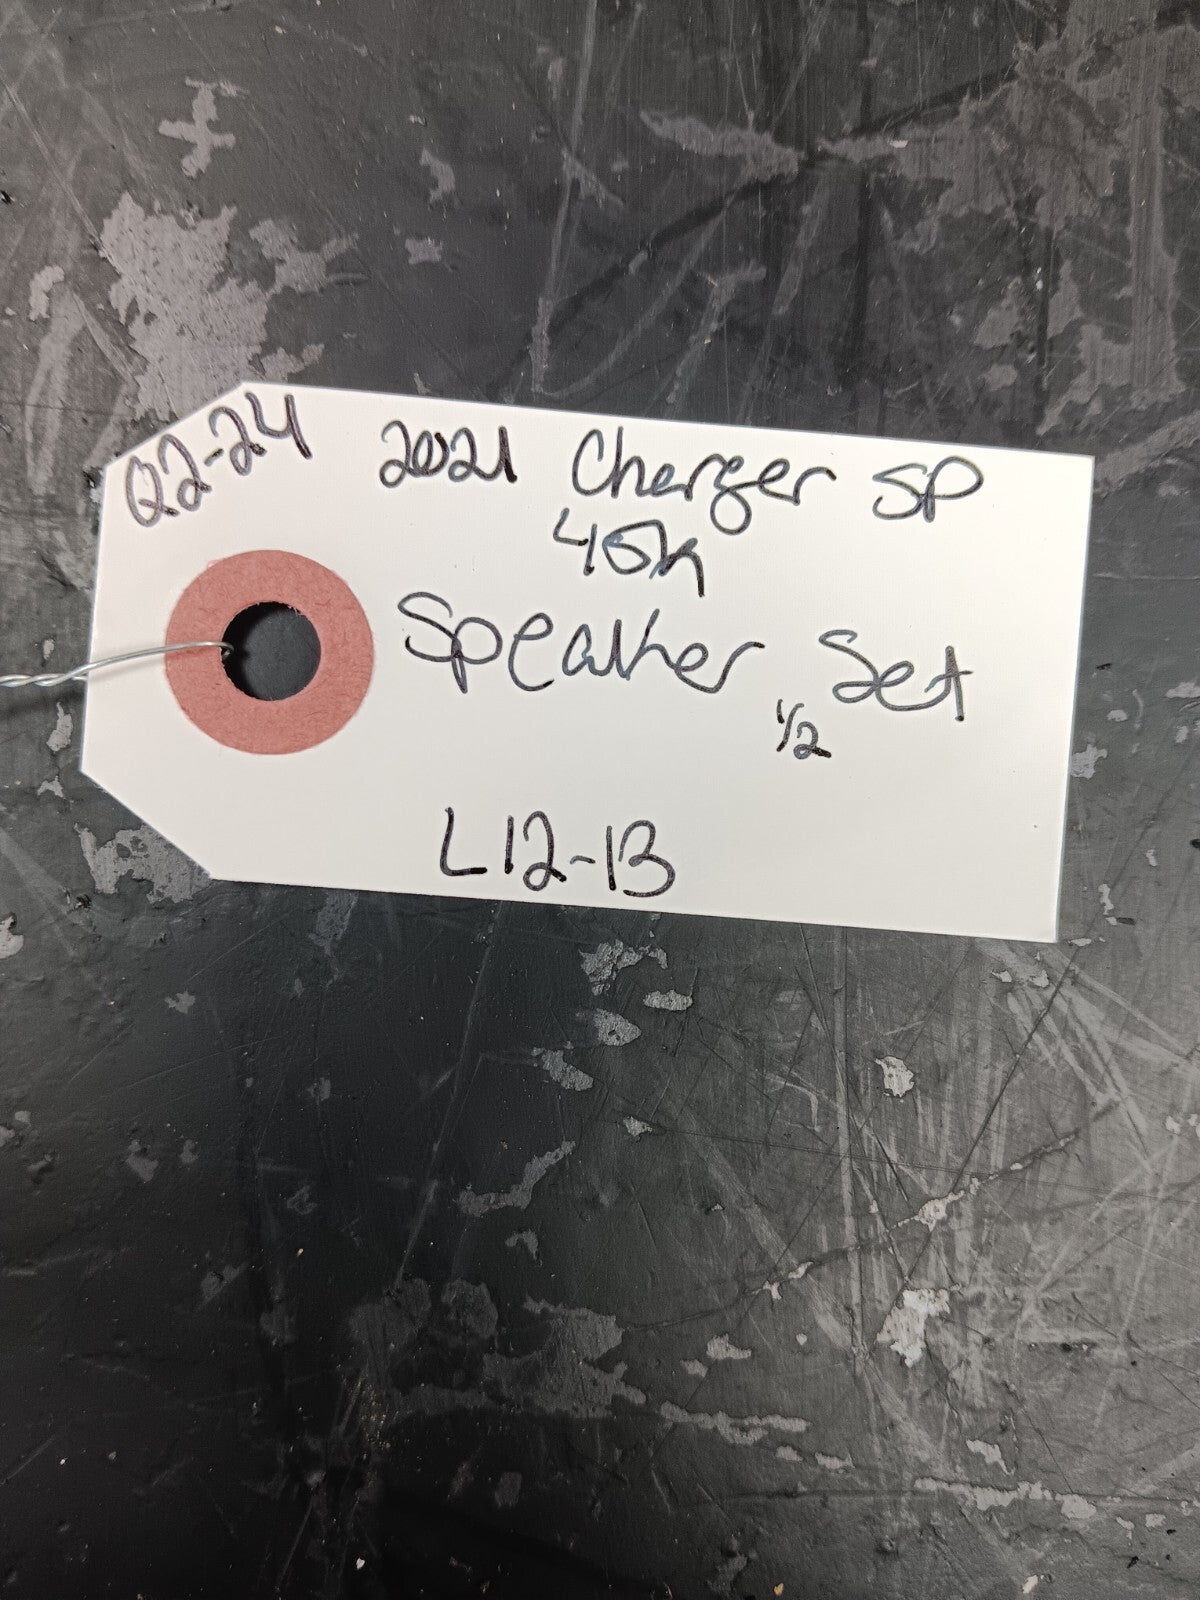 Q2-24
2021 Charger SP
45k
Speaker Set
1/2
L12-13